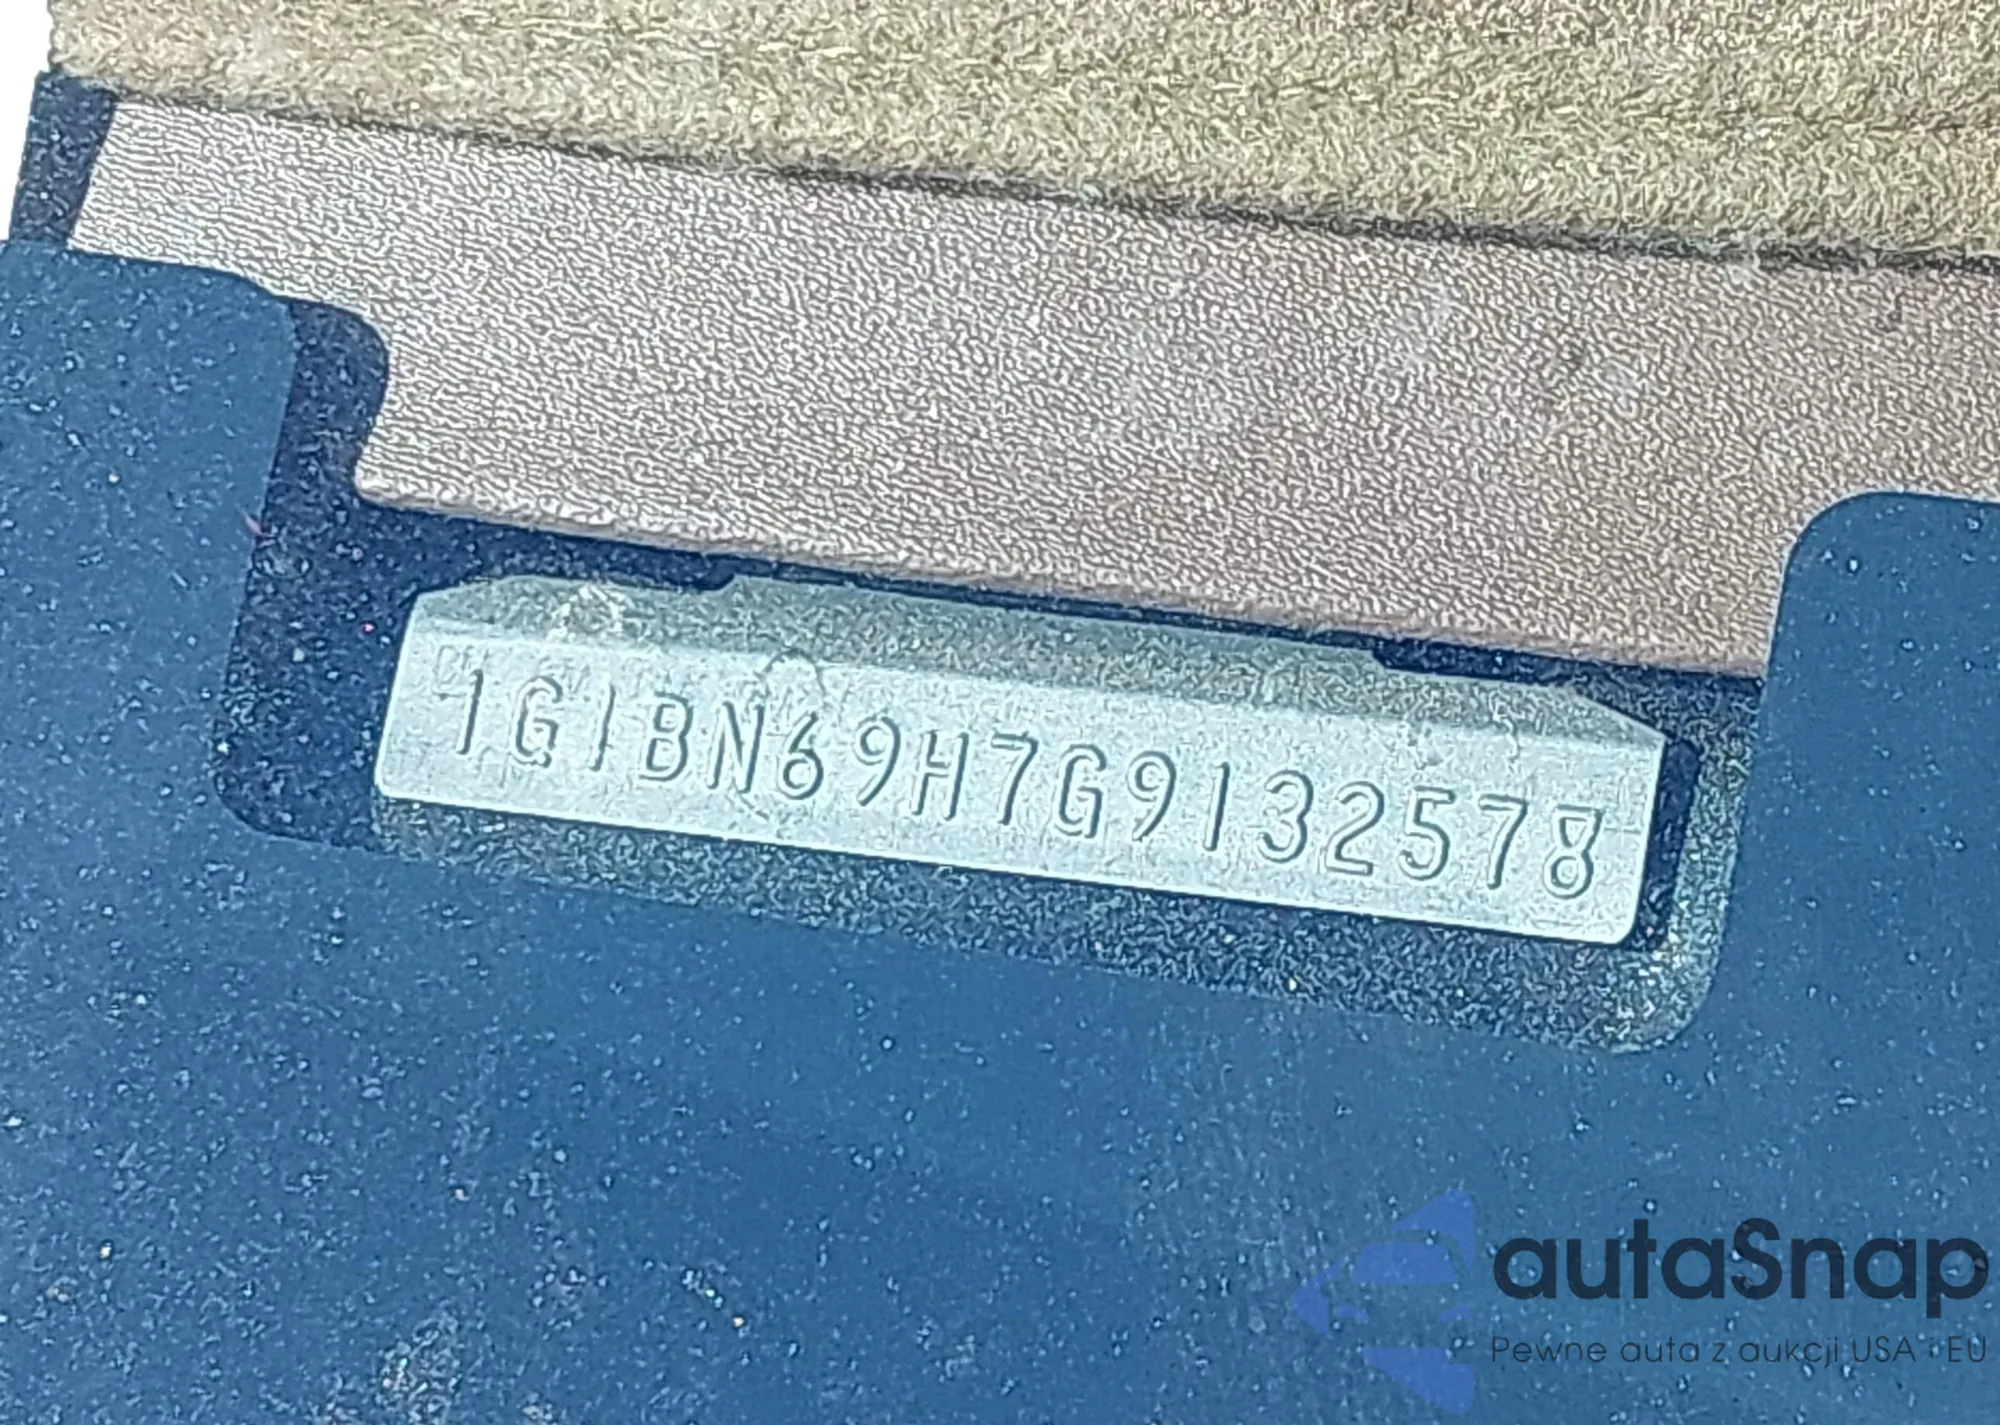 1G1BN69H7G9132578
autaSnap
Pewne auta z aukcji USA i EU